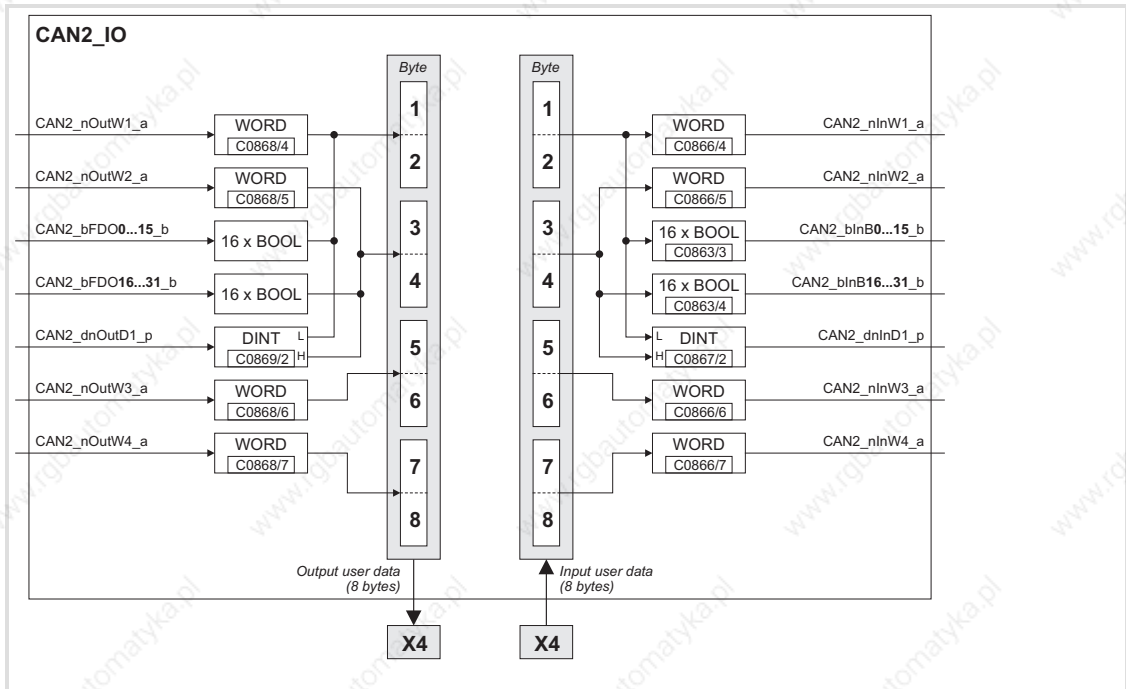 CAN2_IO
Byte
1
2
3
4
5
6
7
8
CAN2_nOutW1_a
WORD
C0868/4
CAN2_nOutW2_a
WORD
C0868/5
CAN2_bFDO0...15_b
16 x BOOL
CAN2_bFDO16...31_b
16 x BOOL
CAN2_dnOutD1_p
DINT
L
C0869/2
H
CAN2_nOutW3_a
WORD
C0868/6
CAN2_nOutW4_a
WORD
C0868/7
Output user data
(8 bytes)
X4
Byte
1
2
3
4
5
6
7
8
WORD
C0866/4
CAN2_nInW1_a
WORD
C0866/5
CAN2_nInW2_a
16 x BOOL
C0863/3
CAN2_bInB0...15_b
16 x BOOL
C0863/4
CAN2_bInB16...31_b
L
DINT
H
C0867/2
CAN2_dnInD1_p
WORD
C0866/6
CAN2_nInW3_a
WORD
C0866/7
CAN2_nInW4_a
Input user data
(8 bytes)
X4
www.rgbautomatyka.pl